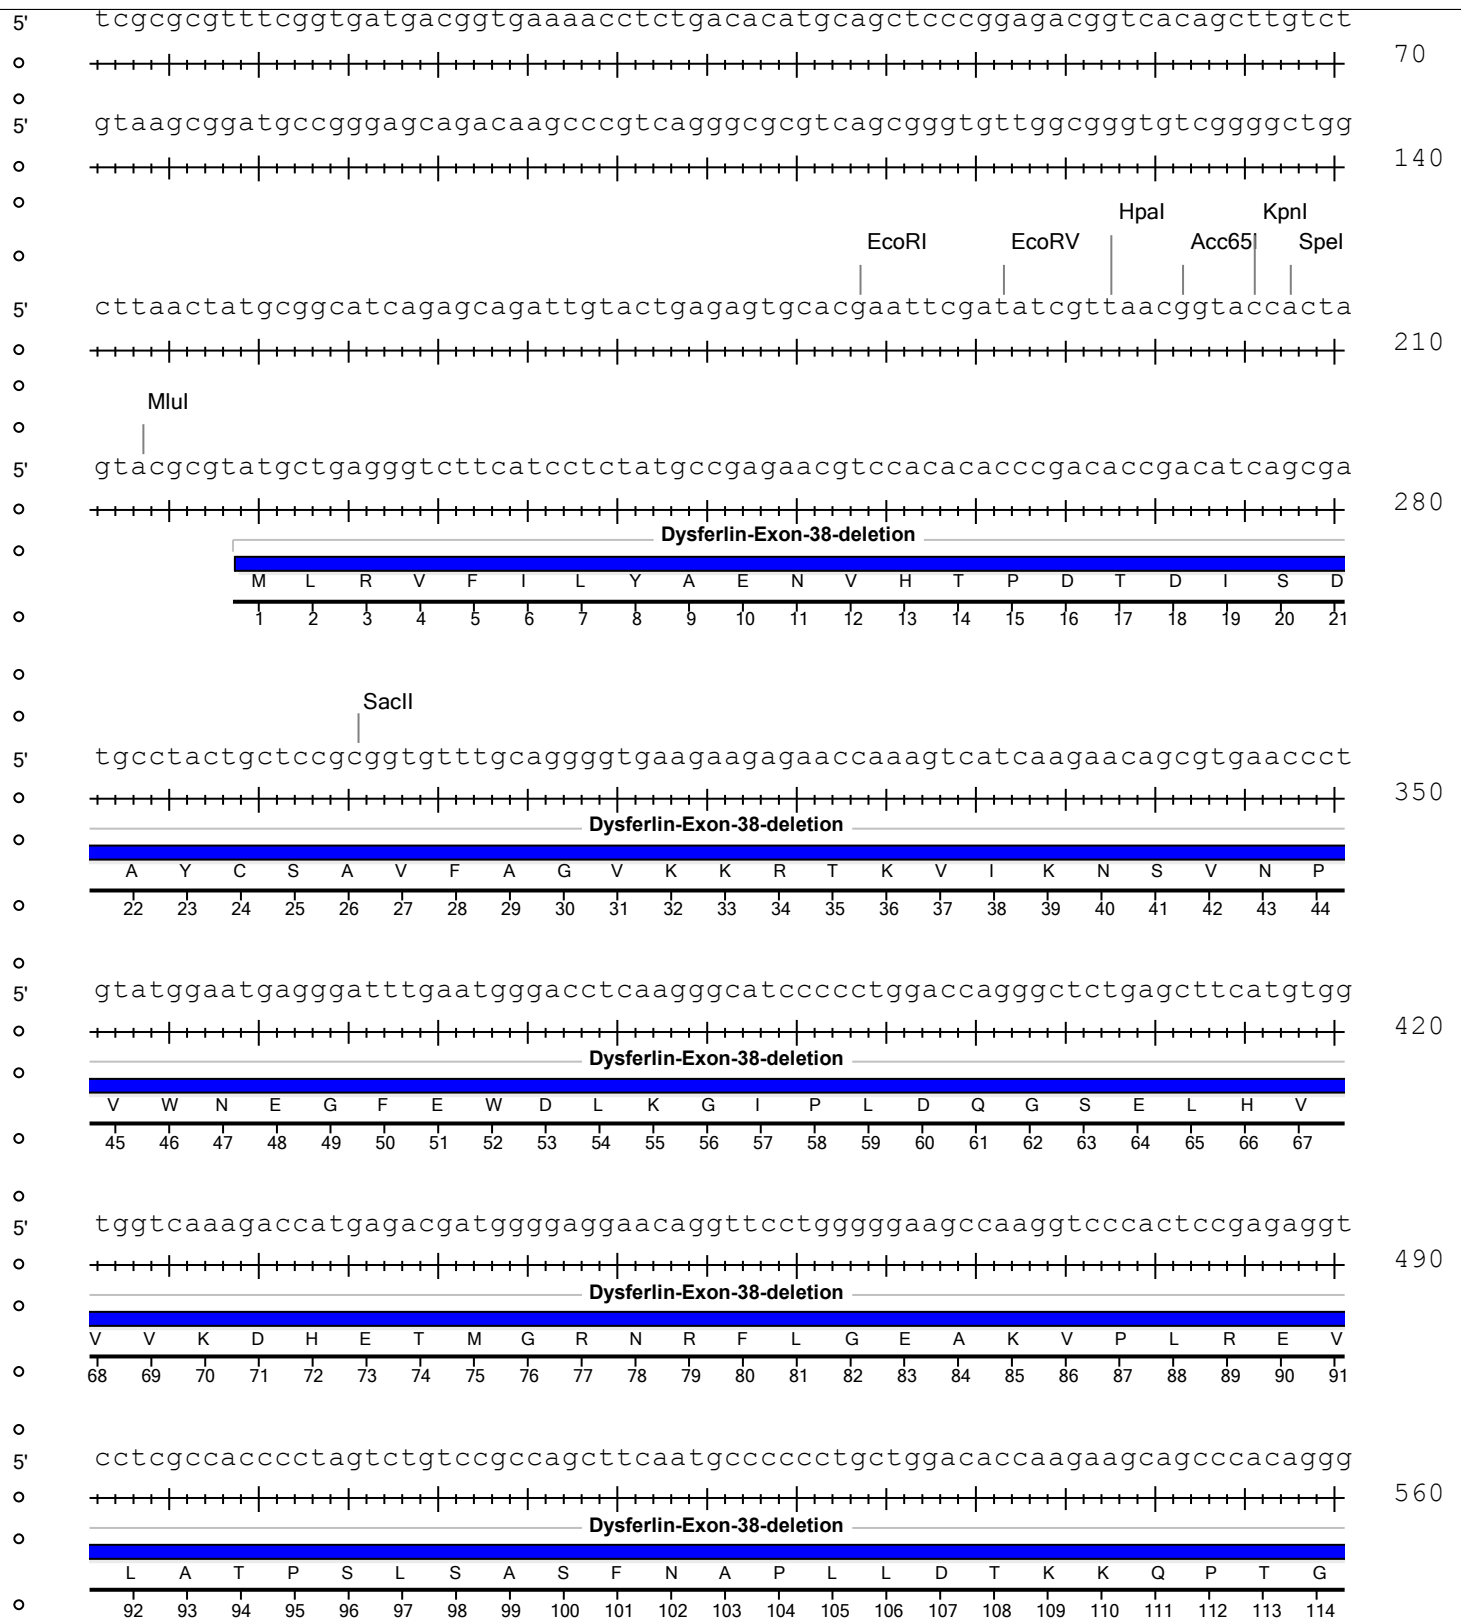 5' tcgcgcgtttcggtgatgacggtgaaaacctctgacacatgcagctcccggagacggtcacagcttgtct
70
5' gtaagcggatgccgggagcagacaagcccgtcagggcgcgtcagcgggtgttggcgggtgtcggggctgg
140
HpaI KpnI
EcoRI EcoRV Acc65I SpeI
5' cttaactatgcggcatcagagcagattgtactgagagtgcacgaattcgatatcgttaacggtaccacta
210
MluI
5' gtacgcgtatgctgagggtcttcatcctctatgccgagaacgtccacacacccgacaccgacatcagcga
280
Dysferlin-Exon-38-deletion
M L R V F I L Y A E N V H T P D T D I S D
1 2 3 4 5 6 7 8 9 10 11 12 13 14 15 16 17 18 19 20 21
SacII
5' tgcctactgctccgcggtgtttgcaggggtgaagaagagaaccaaagtcatcaagaacagcgtgaaccct
350
Dysferlin-Exon-38-deletion
A Y C S A V F A G V K K R T K V I K N S V N P
22 23 24 25 26 27 28 29 30 31 32 33 34 35 36 37 38 39 40 41 42 43 44
5' gtatggaatgagggatttgaatgggacctcaagggcatccccctggaccagggctctgagcttcatgtgg
420
Dysferlin-Exon-38-deletion
V W N E G F E W D L K G I P L D Q G S E L H V
45 46 47 48 49 50 51 52 53 54 55 56 57 58 59 60 61 62 63 64 65 66 67
5' tggtcaaagaccatgagacgatggggaggaacaggttcctgggggaagccaaggtcccactccgagaggt
490
Dysferlin-Exon-38-deletion
V V K D H E T M G R N R F L G E A K V P L R E V
68 69 70 71 72 73 74 75 76 77 78 79 80 81 82 83 84 85 86 87 88 89 90 91
5' cctcgccacccctagtctgtccgccagcttcaatgcccccctgctggacaccaagaagcagcccacaggg
560
Dysferlin-Exon-38-deletion
L A T P S L S A S F N A P L L D T K K Q P T G
92 93 94 95 96 97 98 99 100 101 102 103 104 105 106 107 108 109 110 111 112 113 114